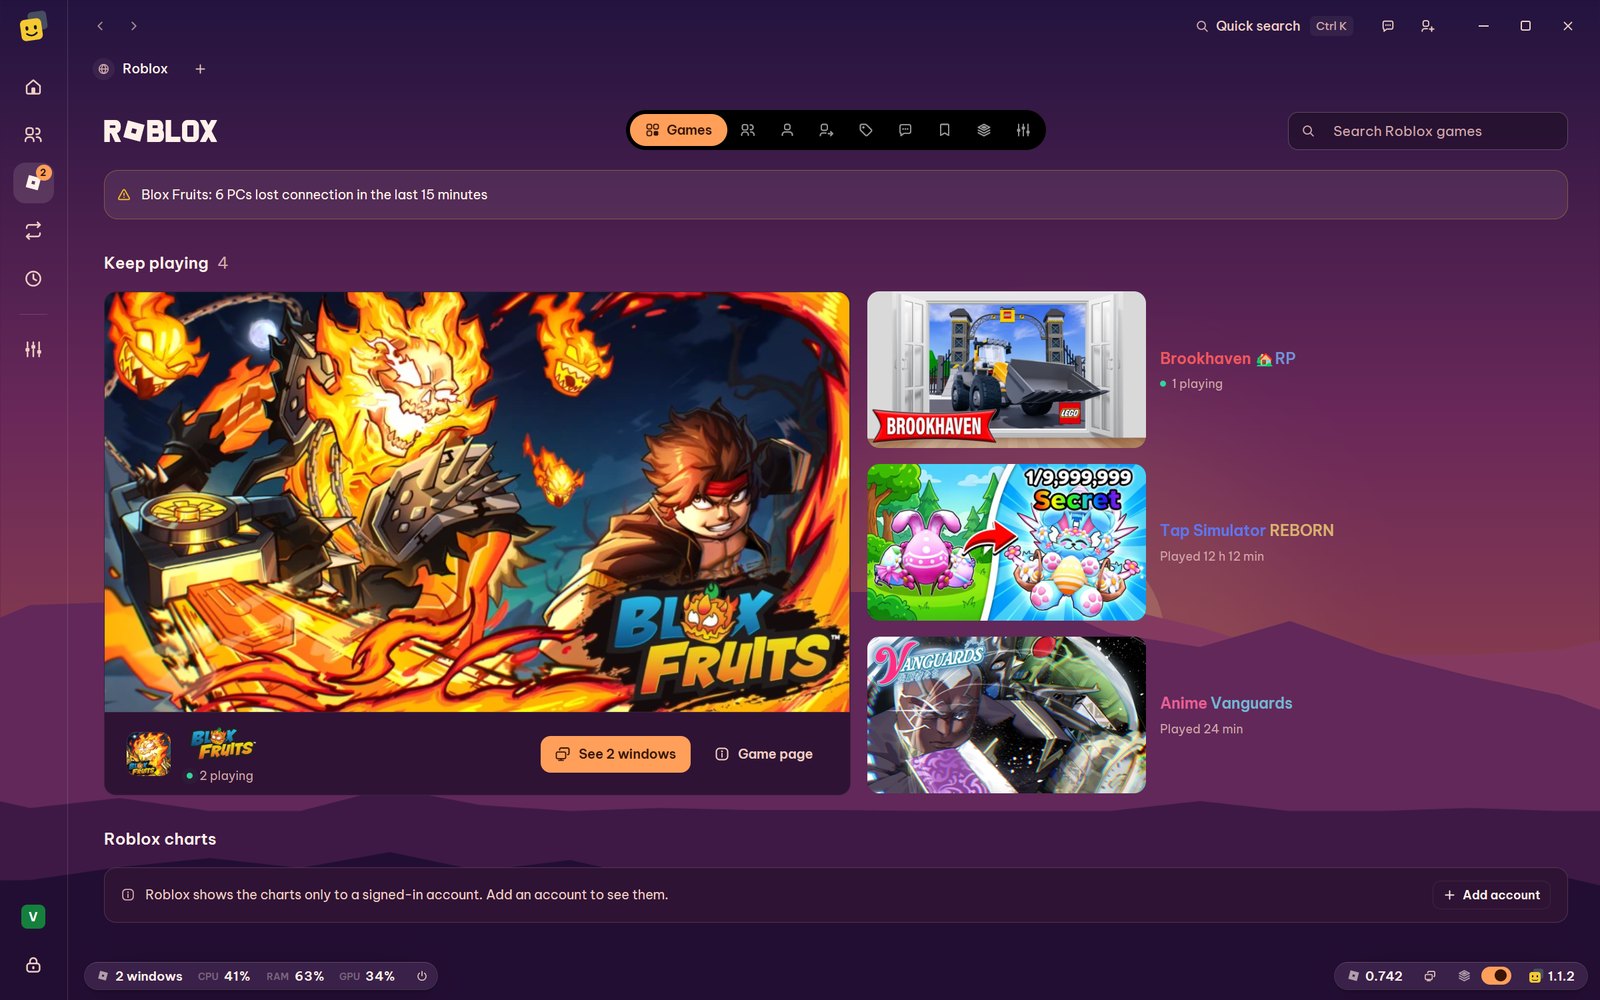 Quick search Ctrl K
Roblox
ROBLOX
Games
Search Roblox games
Blox Fruits: 6 PCs lost connection in the last 15 minutes
Keep playing 4
BLOX
FRUITS™
BLOX
FRUITS
BLOX
FRUITS
2 playing
See 2 windows
Game page
LEGO
BROOKHAVEN
Brookhaven 🏠RP
1 playing
1/9,999,999
Secret
Tap Simulator REBORN
Played 12 h 12 min
VANGUARDS
Anime Vanguards
Played 24 min
Roblox charts
Roblox shows the charts only to a signed-in account. Add an account to see them.
+ Add account
2
V
2 windows CPU 41% RAM 63% GPU 34%
0.742
1.1.2